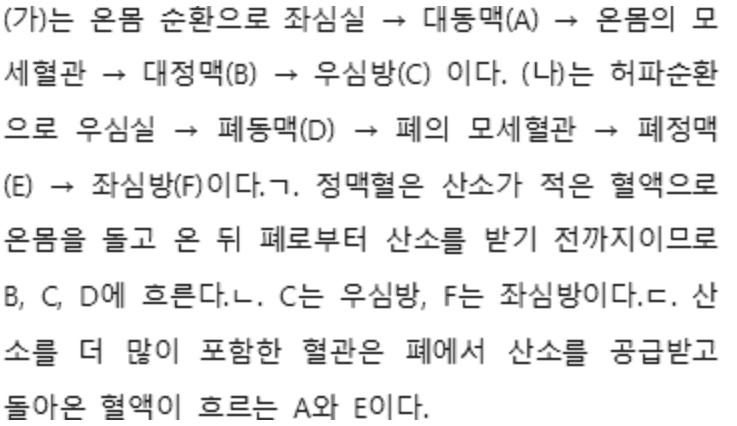 (가)는 온몸 순환으로 좌심실 → 대동맥(A) → 온몸의 모
세혈관 → 대정맥(B) → 우심방(C) 이다. (나)는 허파순환
으로 우심실 → 폐동맥(D) → 폐의 모세혈관 → 폐정맥
(E) → 좌심방(F)이다.ㄱ. 정맥혈은 산소가 적은 혈액으로
온몸을 돌고 온 뒤 폐로부터 산소를 받기 전까지이므로
B, C, D에 흐른다.ㄴ. C는 우심방, F는 좌심방이다.ㄷ. 산
소를 더 많이 포함한 혈관은 폐에서 산소를 공급받고
돌아온 혈액이 흐르는 A와 E이다.